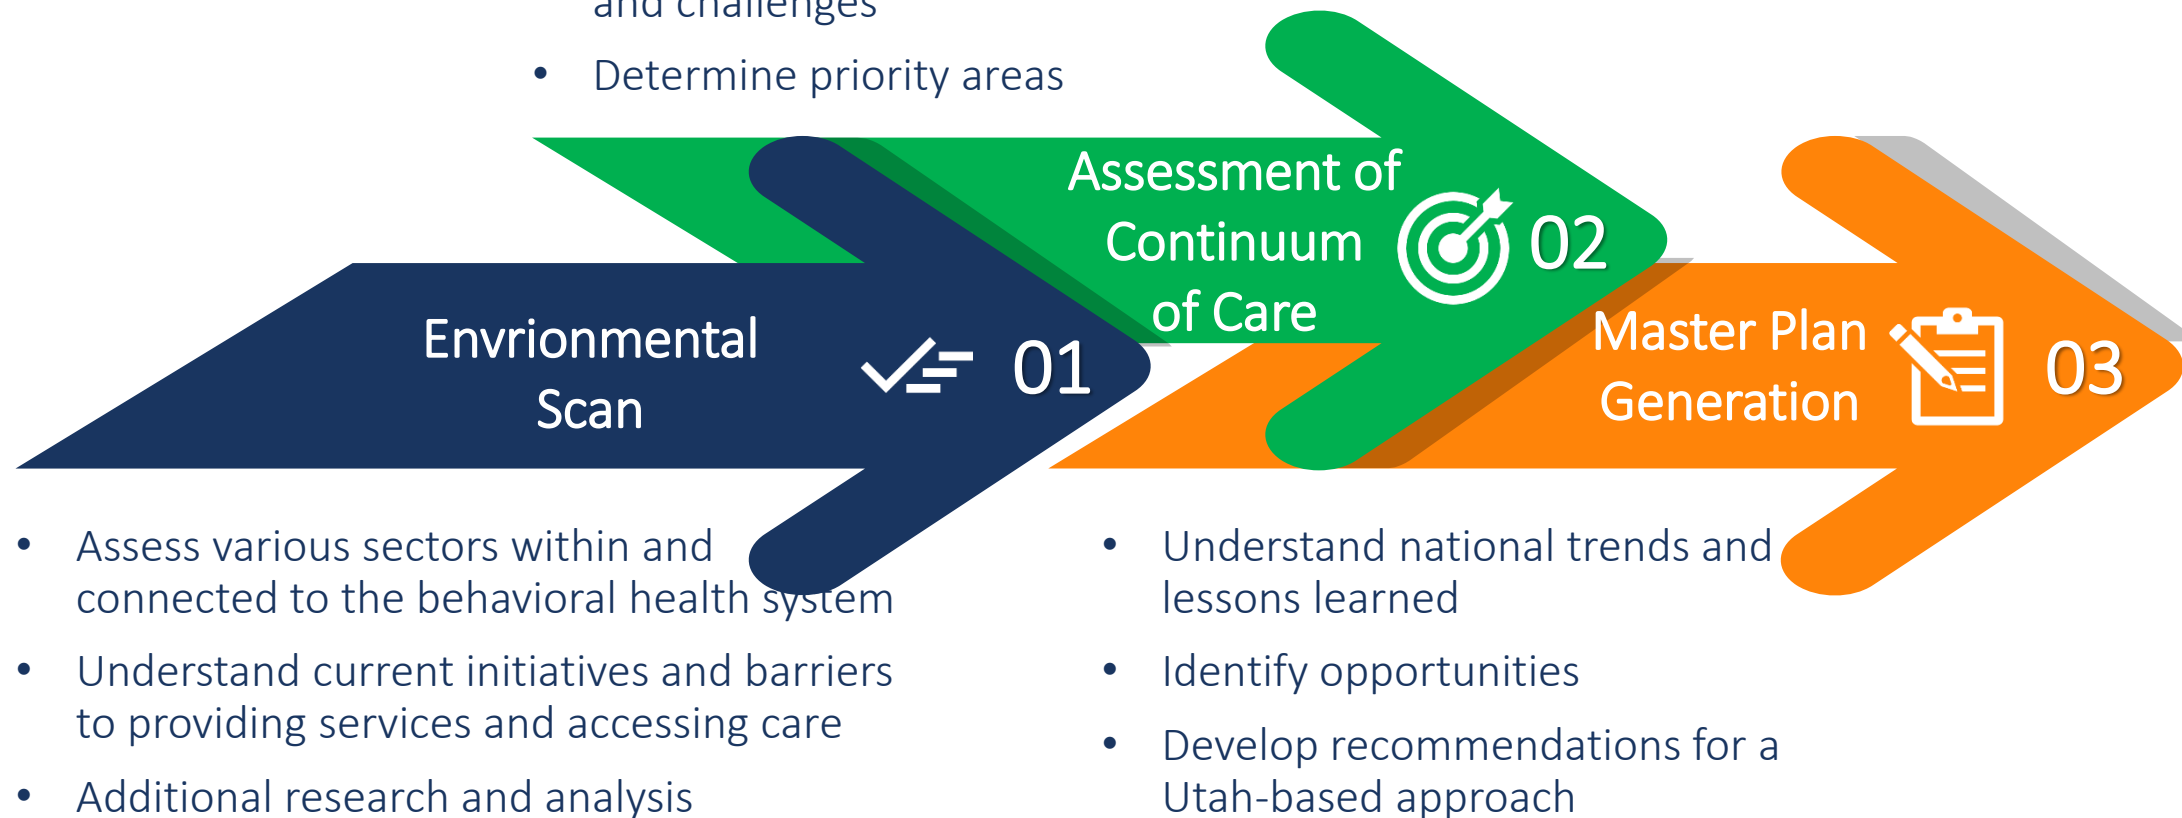 and challenges
• Determine priority areas
Assessment of
Continuum
of Care
02
Envrionmental
Scan
01
Master Plan
Generation
03
• Assess various sectors within and
connected to the behavioral health system
• Understand current initiatives and barriers
to providing services and accessing care
• Additional research and analysis
• Understand national trends and
lessons learned
• Identify opportunities
• Develop recommendations for a
Utah-based approach